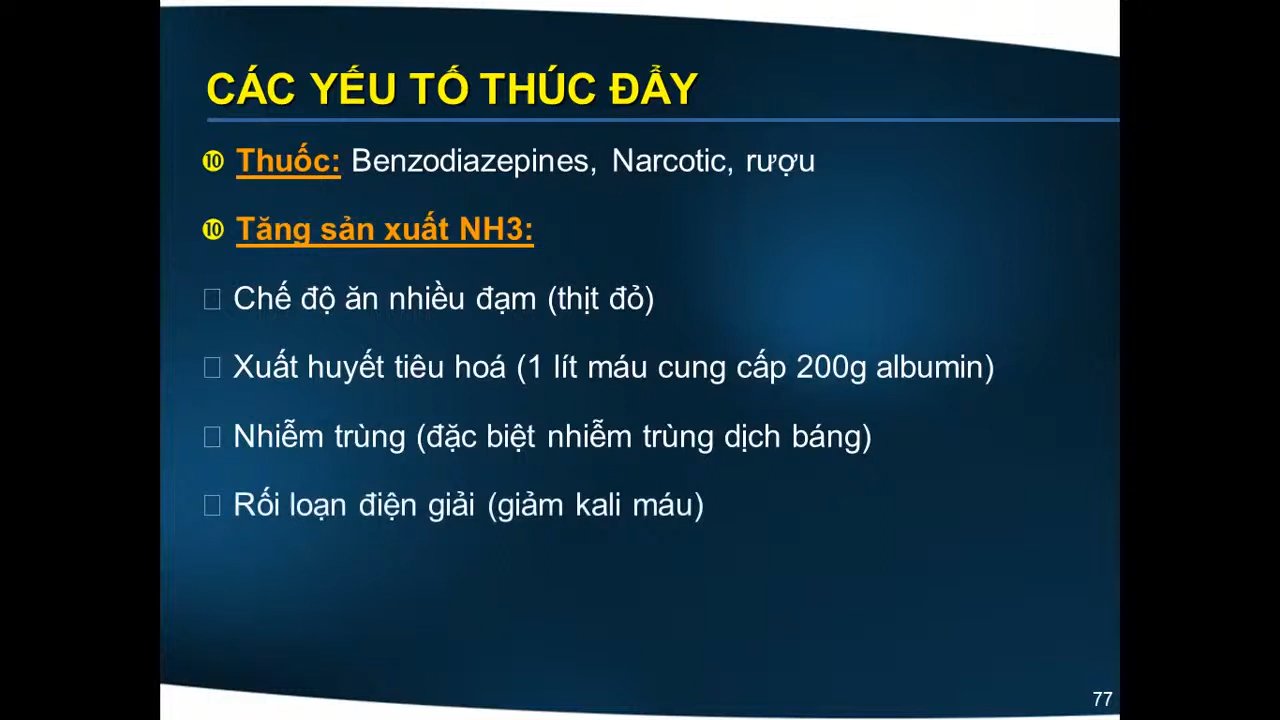 CÁC YẾU TỐ THÚC ĐẨY
❿ Thuốc: Benzodiazepines, Narcotic, rượu
❿ Tăng sản xuất NH3:
Chế độ ăn nhiều đạm (thịt đỏ)
Xuất huyết tiêu hoá (1 lít máu cung cấp 200g albumin)
Nhiễm trùng (đặc biệt nhiễm trùng dịch báng)
Rối loạn điện giải (giảm kali máu)
77